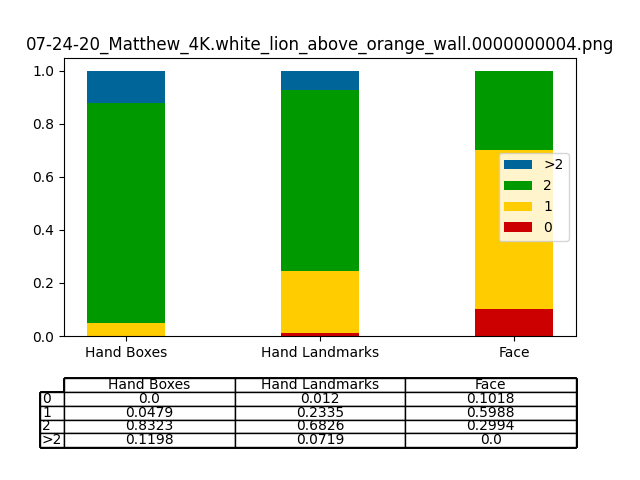 07-24-20_Matthew_4K.white_lion_above_orange_wall.0000000004.png
1.0
0.8
0.6
0.4
0.2
0.0
>2
2
1
0
Hand Boxes Hand Landmarks Face
Hand Boxes Hand Landmarks Face
0 0.0 0.012 0.1018
1 0.0479 0.2335 0.5988
2 0.8323 0.6826 0.2994
>2 0.1198 0.0719 0.0